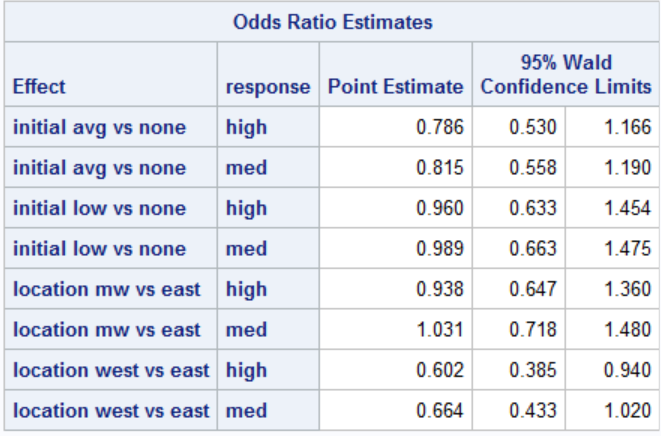 Odds Ratio Estimates
Effect response Point Estimate 95% Wald Confidence Limits
initial avg vs none high 0.786 0.530 1.166
initial avg vs none med 0.815 0.558 1.190
initial low vs none high 0.960 0.633 1.454
initial low vs none med 0.989 0.663 1.475
location mw vs east high 0.938 0.647 1.360
location mw vs east med 1.031 0.718 1.480
location west vs east high 0.602 0.385 0.940
location west vs east med 0.664 0.433 1.020